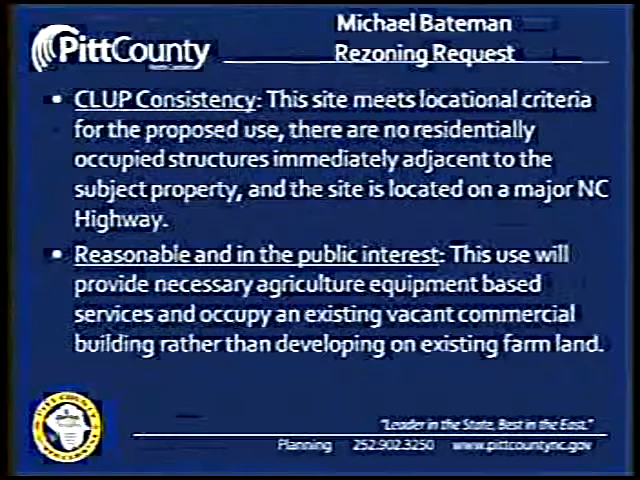 PittCounty
Michael Bateman
Rezoning Request
• CLUP Consistency: This site meets locational criteria
for the proposed use, there are no residentially
occupied structures immediately adjacent to the
subject property, and the site is located on a major NC
Highway.
• Reasonable and in the public interest: This use will
provide necessary agriculture equipment based
services and occupy an existing vacant commercial
building rather than developing on existing farm land.
"Leader in the State, Best in the East."
Planning 252.902.3250 www.pittcountync.gov